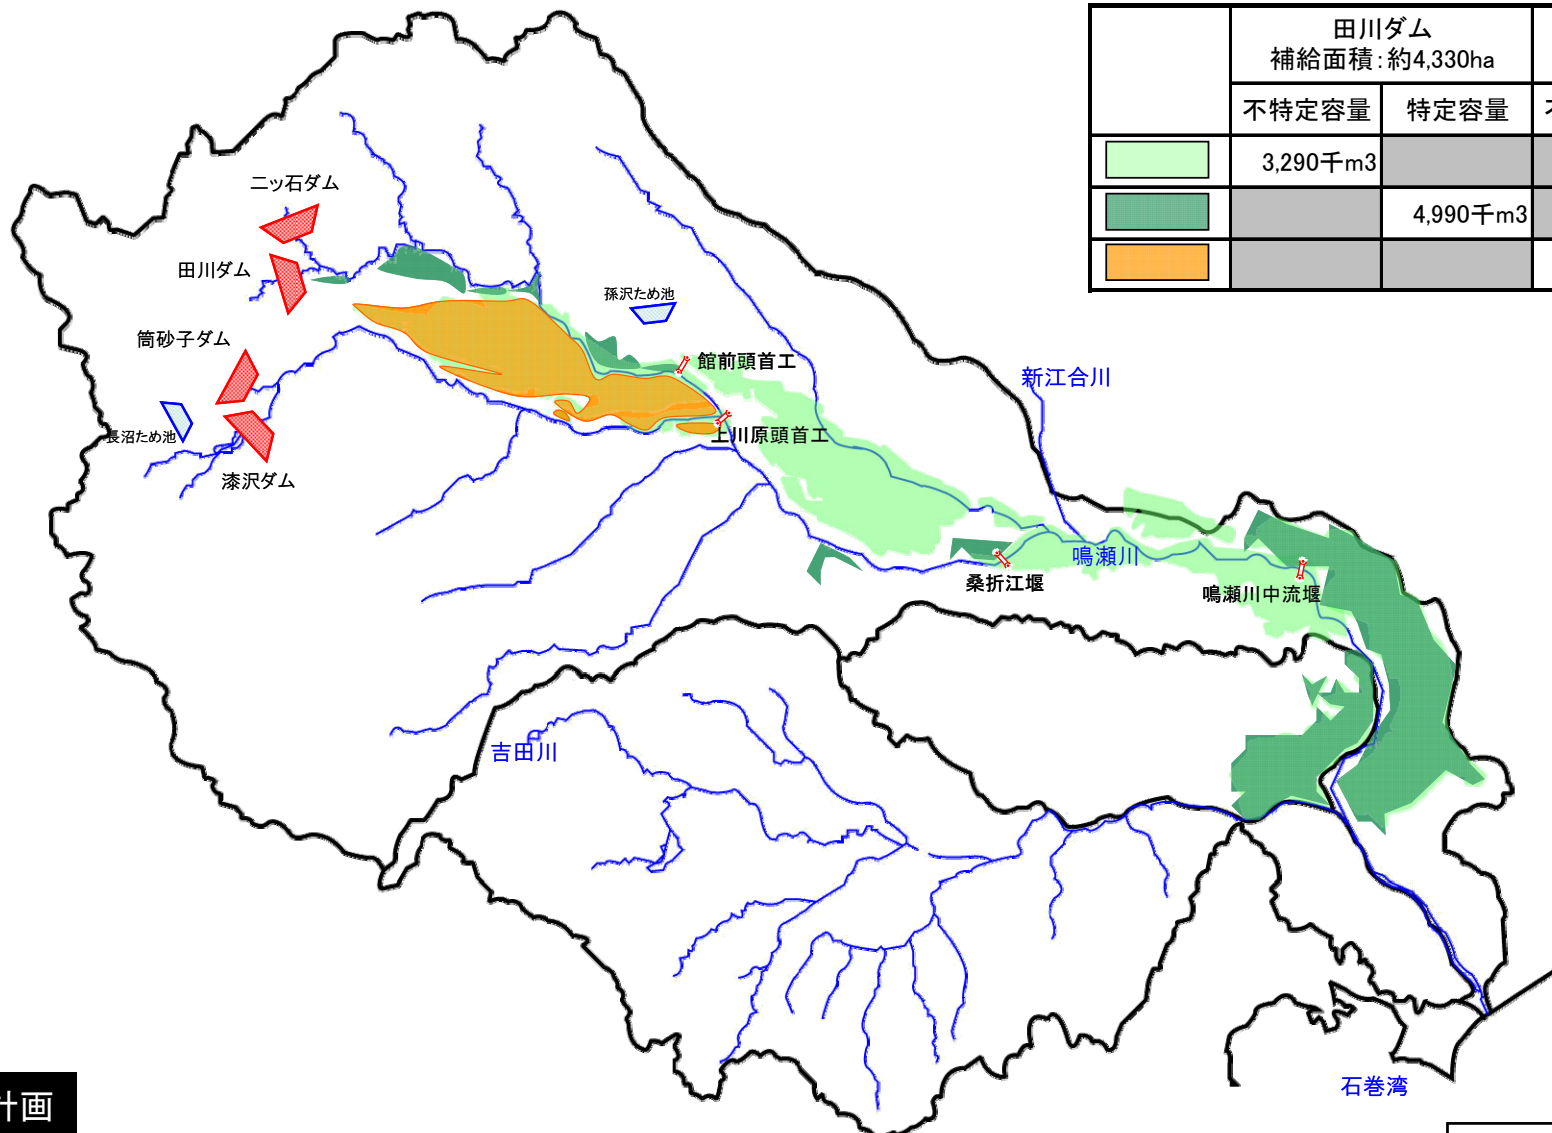 田川ダム
補給面積:約4,330ha
不特定容量 特定容量
3,290千m3
4,990千m3
二ッ石ダム
田川ダム
孫沢ため池
筒砂子ダム
館前頭首工
新江合川
長沼ため池
上川原頭首工
漆沢ダム
鳴瀬川
桑折江堰
鳴瀬川中流堰
吉田川
石巻湾
計画